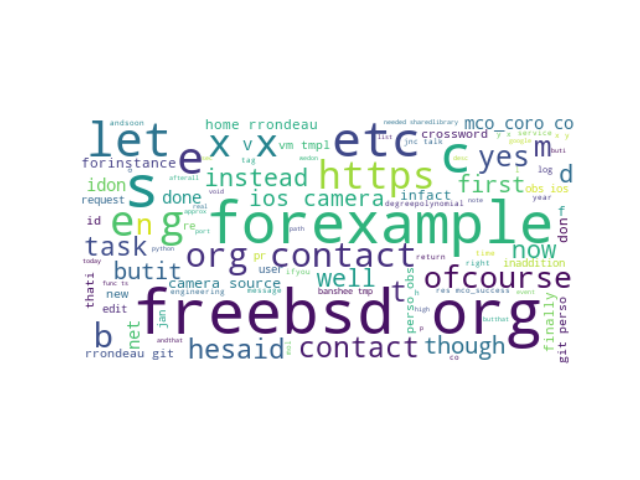 andsoon
home rrondeau
needed sharedlibrary
mco_coro co
let
e
x v x
vm tmpl
etc
crossword
jnc talk
c
yes
m
forinstance
tag
https
first
d
s
idon
done
instead
ios camera
infact
obs ios
log
request
void
degreepolynomial
note
year
id
en g
re
forexample
don
task
python
org contact
return
now
butit
pr
user
ifyou
well
right
inaddition
time
thati
new
func ts
camera source
engineering
message
banshee tmp
t
perso obs
ofcourse
res mco_success
event
edit
jan
freebsd org
high
butthat
finally
git perso
b
net
rrondeau git
andthat
hesaid
contact
though
co
path
port
real
approx
afterall
today
google
service
desc
list
buti